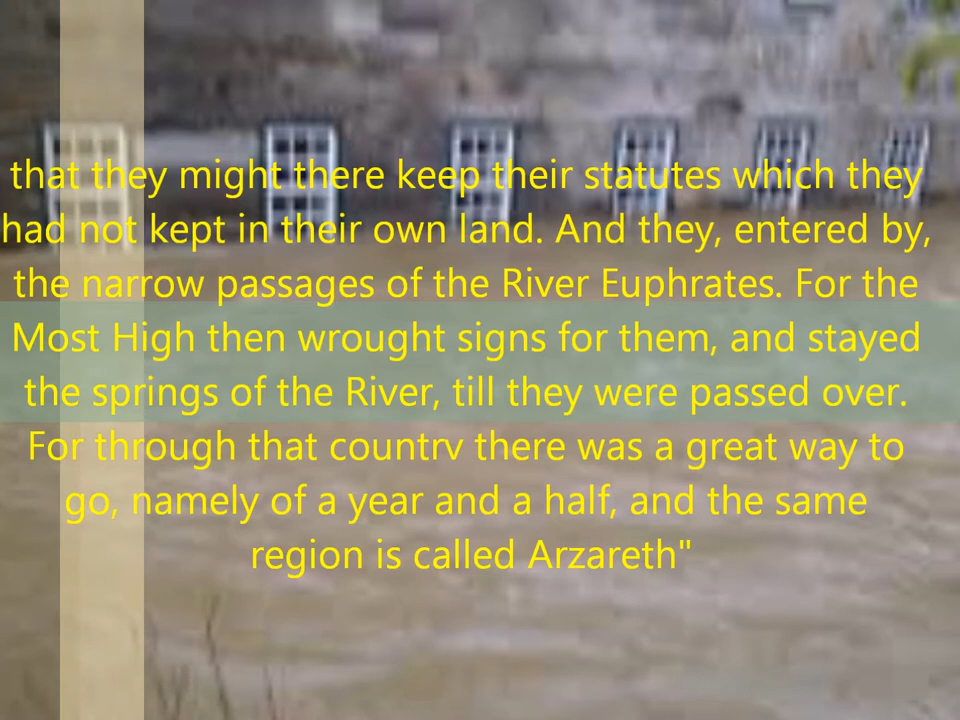 that they might there keep their statutes which they
had not kept in their own land. And they, entered by,
the narrow passages of the River Euphrates. For the
Most High then wrought signs for them, and stayed
the springs of the River, till they were passed over.
For through that countrv there was a great way to
go, namely of a year and a half, and the same
region is called Arzareth"